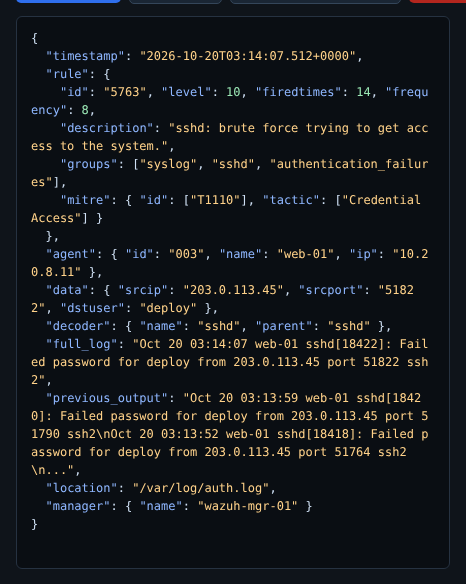 {
  "timestamp": "2026-10-20T03:14:07.512+0000",
  "rule": {
    "id": "5763", "level": 10, "firedtimes": 14, "frequ
ency": 8,
    "description": "sshd: brute force trying to get acc
ess to the system.",
    "groups": ["syslog", "sshd", "authentication_failur
es"],
    "mitre": { "id": ["T1110"], "tactic": ["Credential
Access"] }
  },
  "agent": { "id": "003", "name": "web-01", "ip": "10.2
0.8.11" },
  "data": { "srcip": "203.0.113.45", "srcport": "5182
2", "dstuser": "deploy" },
  "decoder": { "name": "sshd", "parent": "sshd" },
  "full_log": "Oct 20 03:14:07 web-01 sshd[18422]: Fail
ed password for deploy from 203.0.113.45 port 51822 ssh
2",
  "previous_output": "Oct 20 03:13:59 web-01 sshd[1842
0]: Failed password for deploy from 203.0.113.45 port 5
1790 ssh2\nOct 20 03:13:52 web-01 sshd[18418]: Failed p
assword for deploy from 203.0.113.45 port 51764 ssh2
\n...",
  "location": "/var/log/auth.log",
  "manager": { "name": "wazuh-mgr-01" }
}